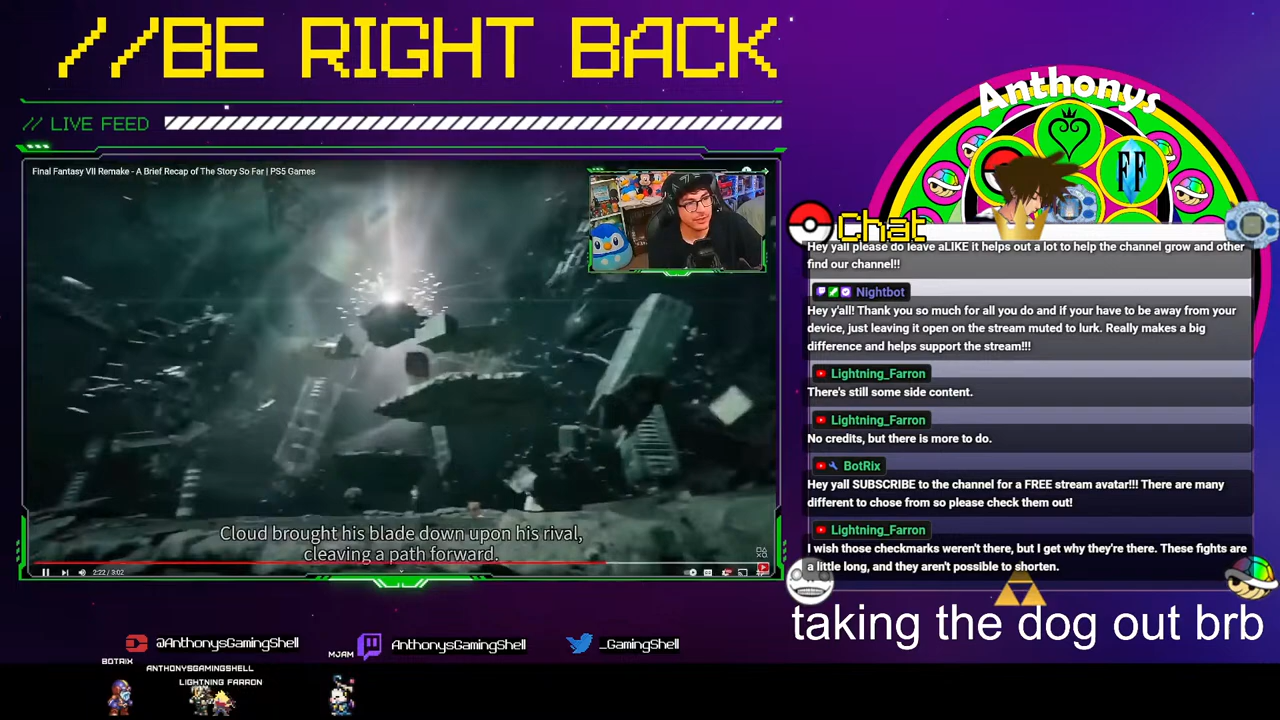 //BE RIGHT BACK
// LIVE FEED
Final Fantasy VII Remake - A Brief Recap of The Story So Far | PS5 Games
Cloud brought his blade down upon his rival,
cleaving a path forward.
2:22 / 3:02
Anthonys
FF
Chat
Hey yall please do leave aLIKE it helps out a lot to help the channel grow and other
find our channel!!
Nightbot
Hey y'all! Thank you so much for all you do and if your have to be away from your
device, just leaving it open on the stream muted to lurk. Really makes a big
difference and helps support the stream!!!
Lightning_Farron
There's still some side content.
Lightning_Farron
No credits, but there is more to do.
BotRix
Hey yall SUBSCRIBE to the channel for a FREE stream avatar!!! There are many
different to chose from so please check them out!
Lightning_Farron
I wish those checkmarks weren't there, but I get why they're there. These fights are
a little long, and they aren't possible to shorten.
taking the dog out brb
@AnthonysGamingShell
AnthonysGamingShell
_GamingShell
BOTRIX
ANTHONYSGAMINGSHELL
LIGHTNING FARRON
MJAM